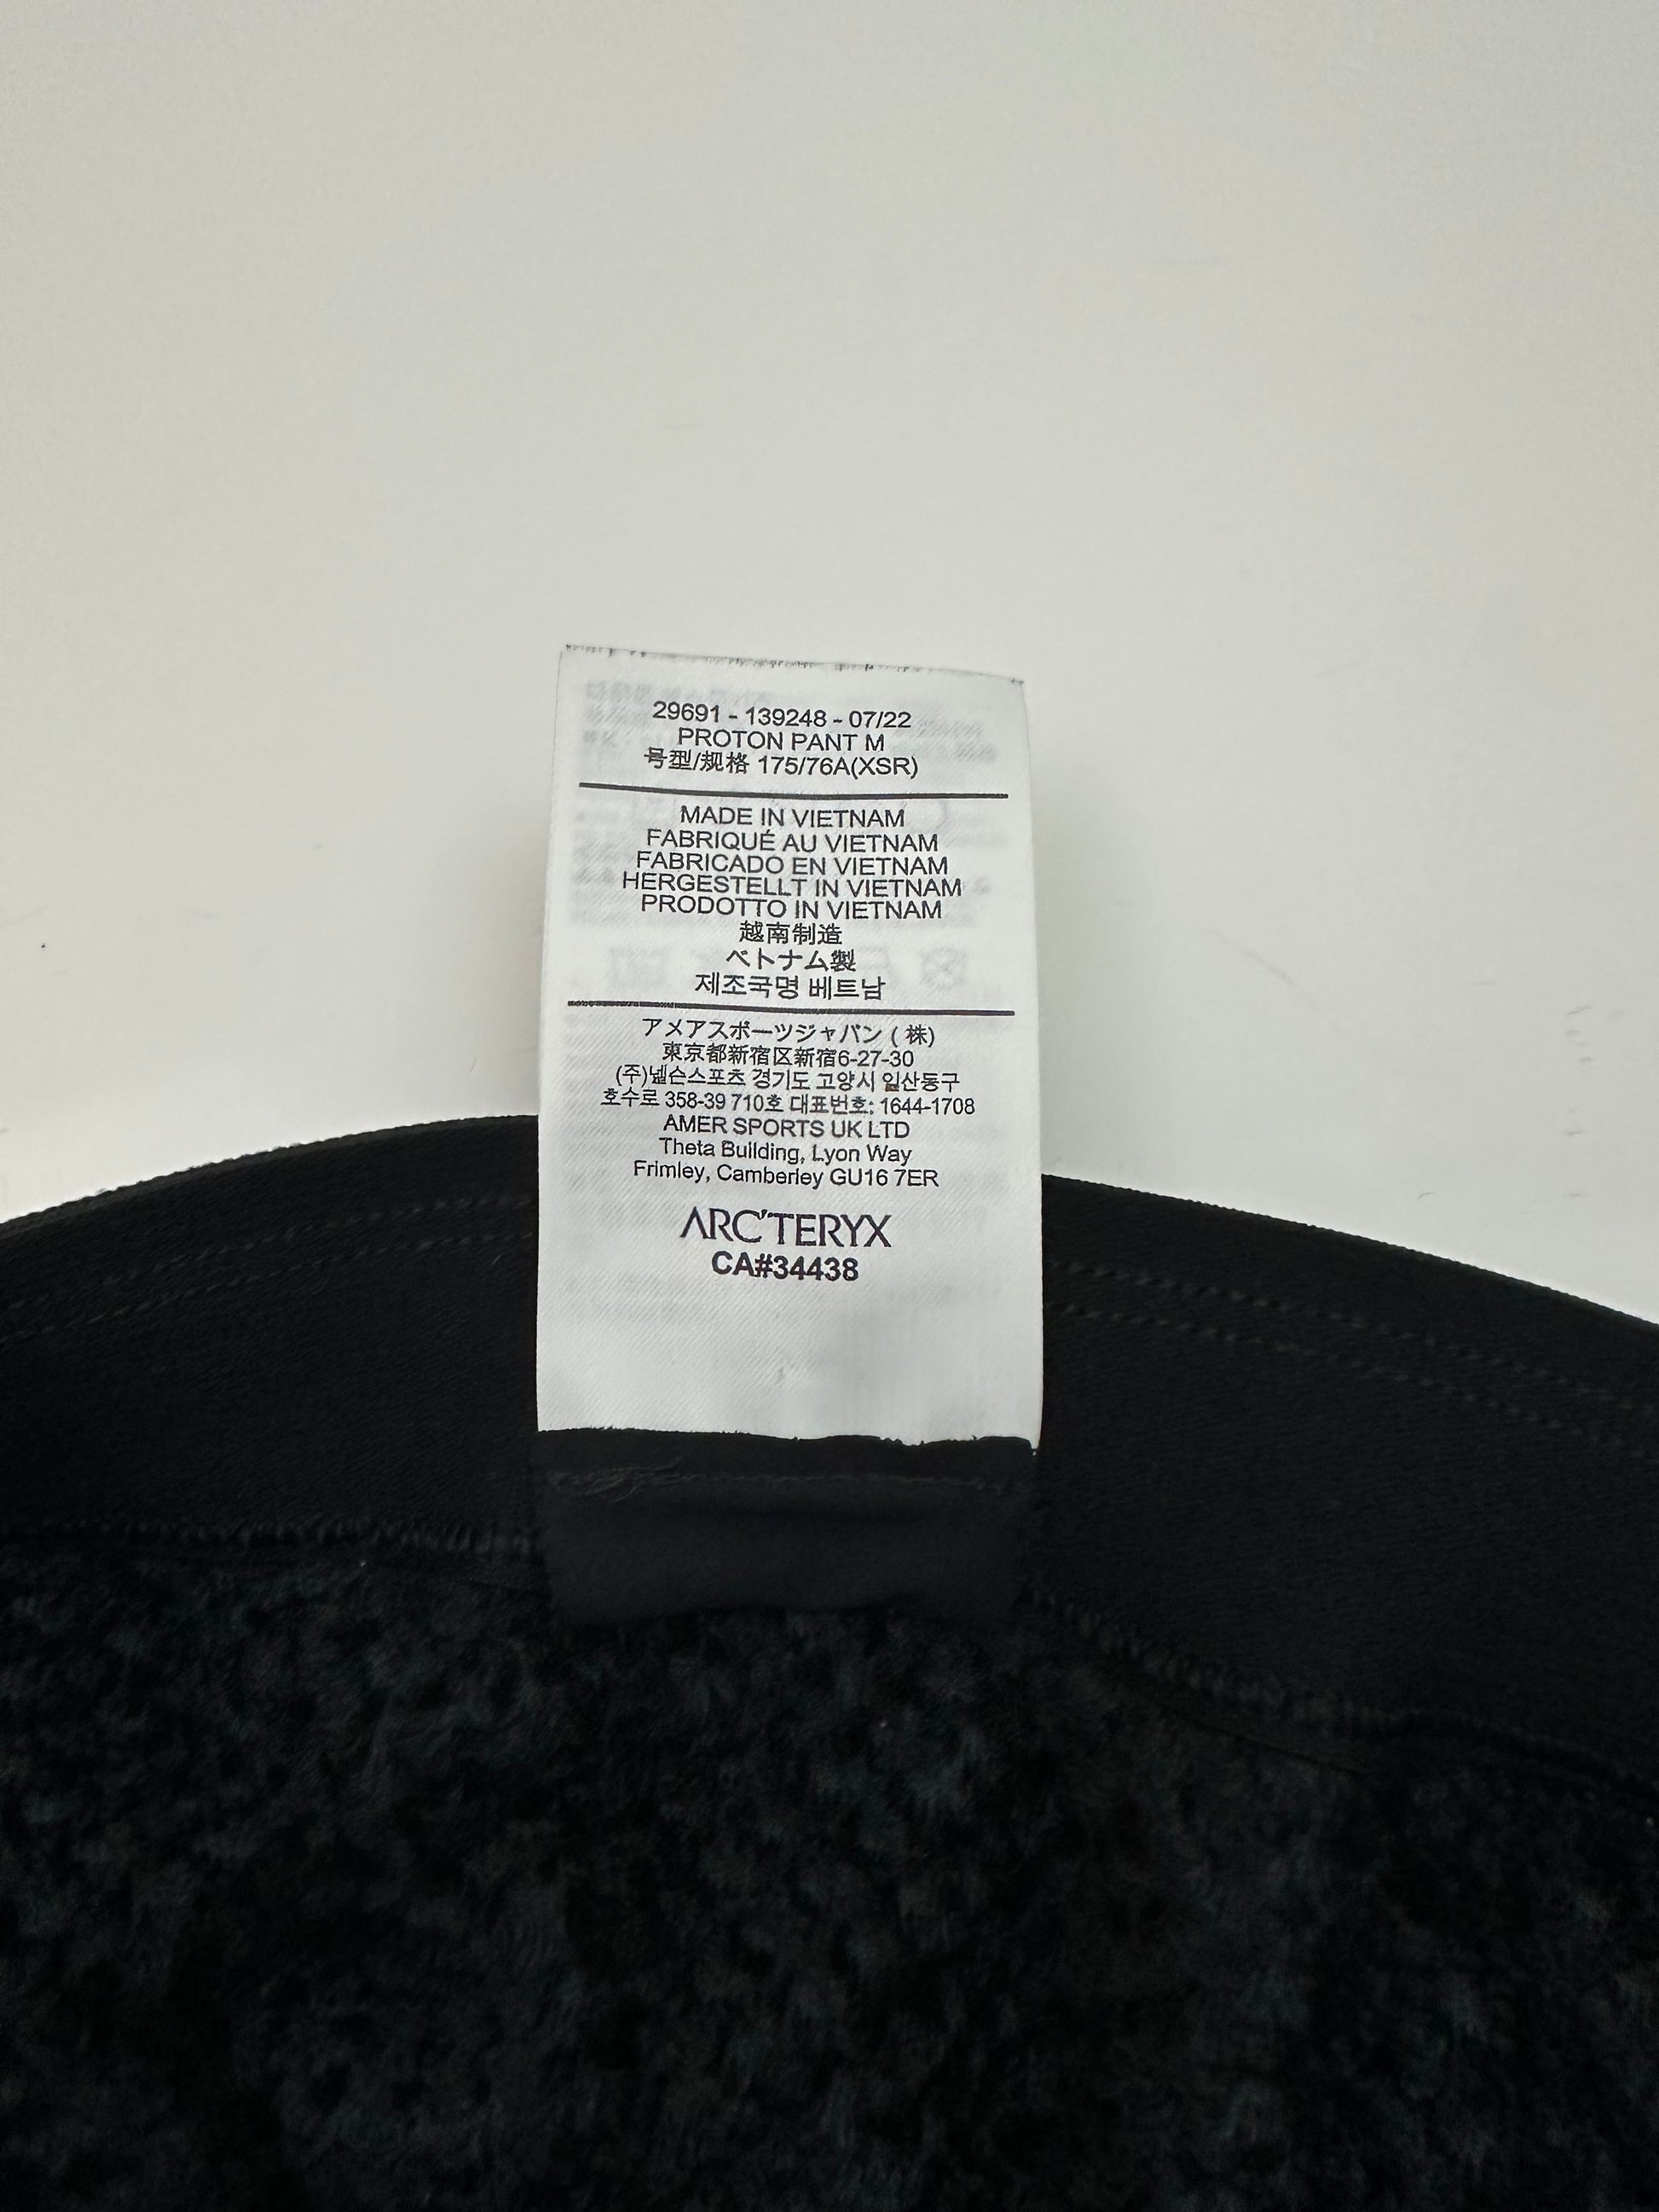 29691 - 139248 - 07/22
PROTON PANT M
号型/规格 175/76A(XSR)
MADE IN VIETNAM
FABRIQUÉ AU VIETNAM
FABRICADO EN VIETNAM
HERGESTELLT IN VIETNAM
PRODOTTO IN VIETNAM
越南制造
ベトナム製
제조국명 베트남
アメアスポーツジャパン ( 株)
東京都新宿区新宿6-27-30
(주)넬슨스포츠 경기도 고양시 일산동구
호수로 358-39 710호 대표번호: 1644-1708
AMER SPORTS UK LTD
Theta Building, Lyon Way
Frimley, Camberley GU16 7ER
ARC'TERYX
CA#34438